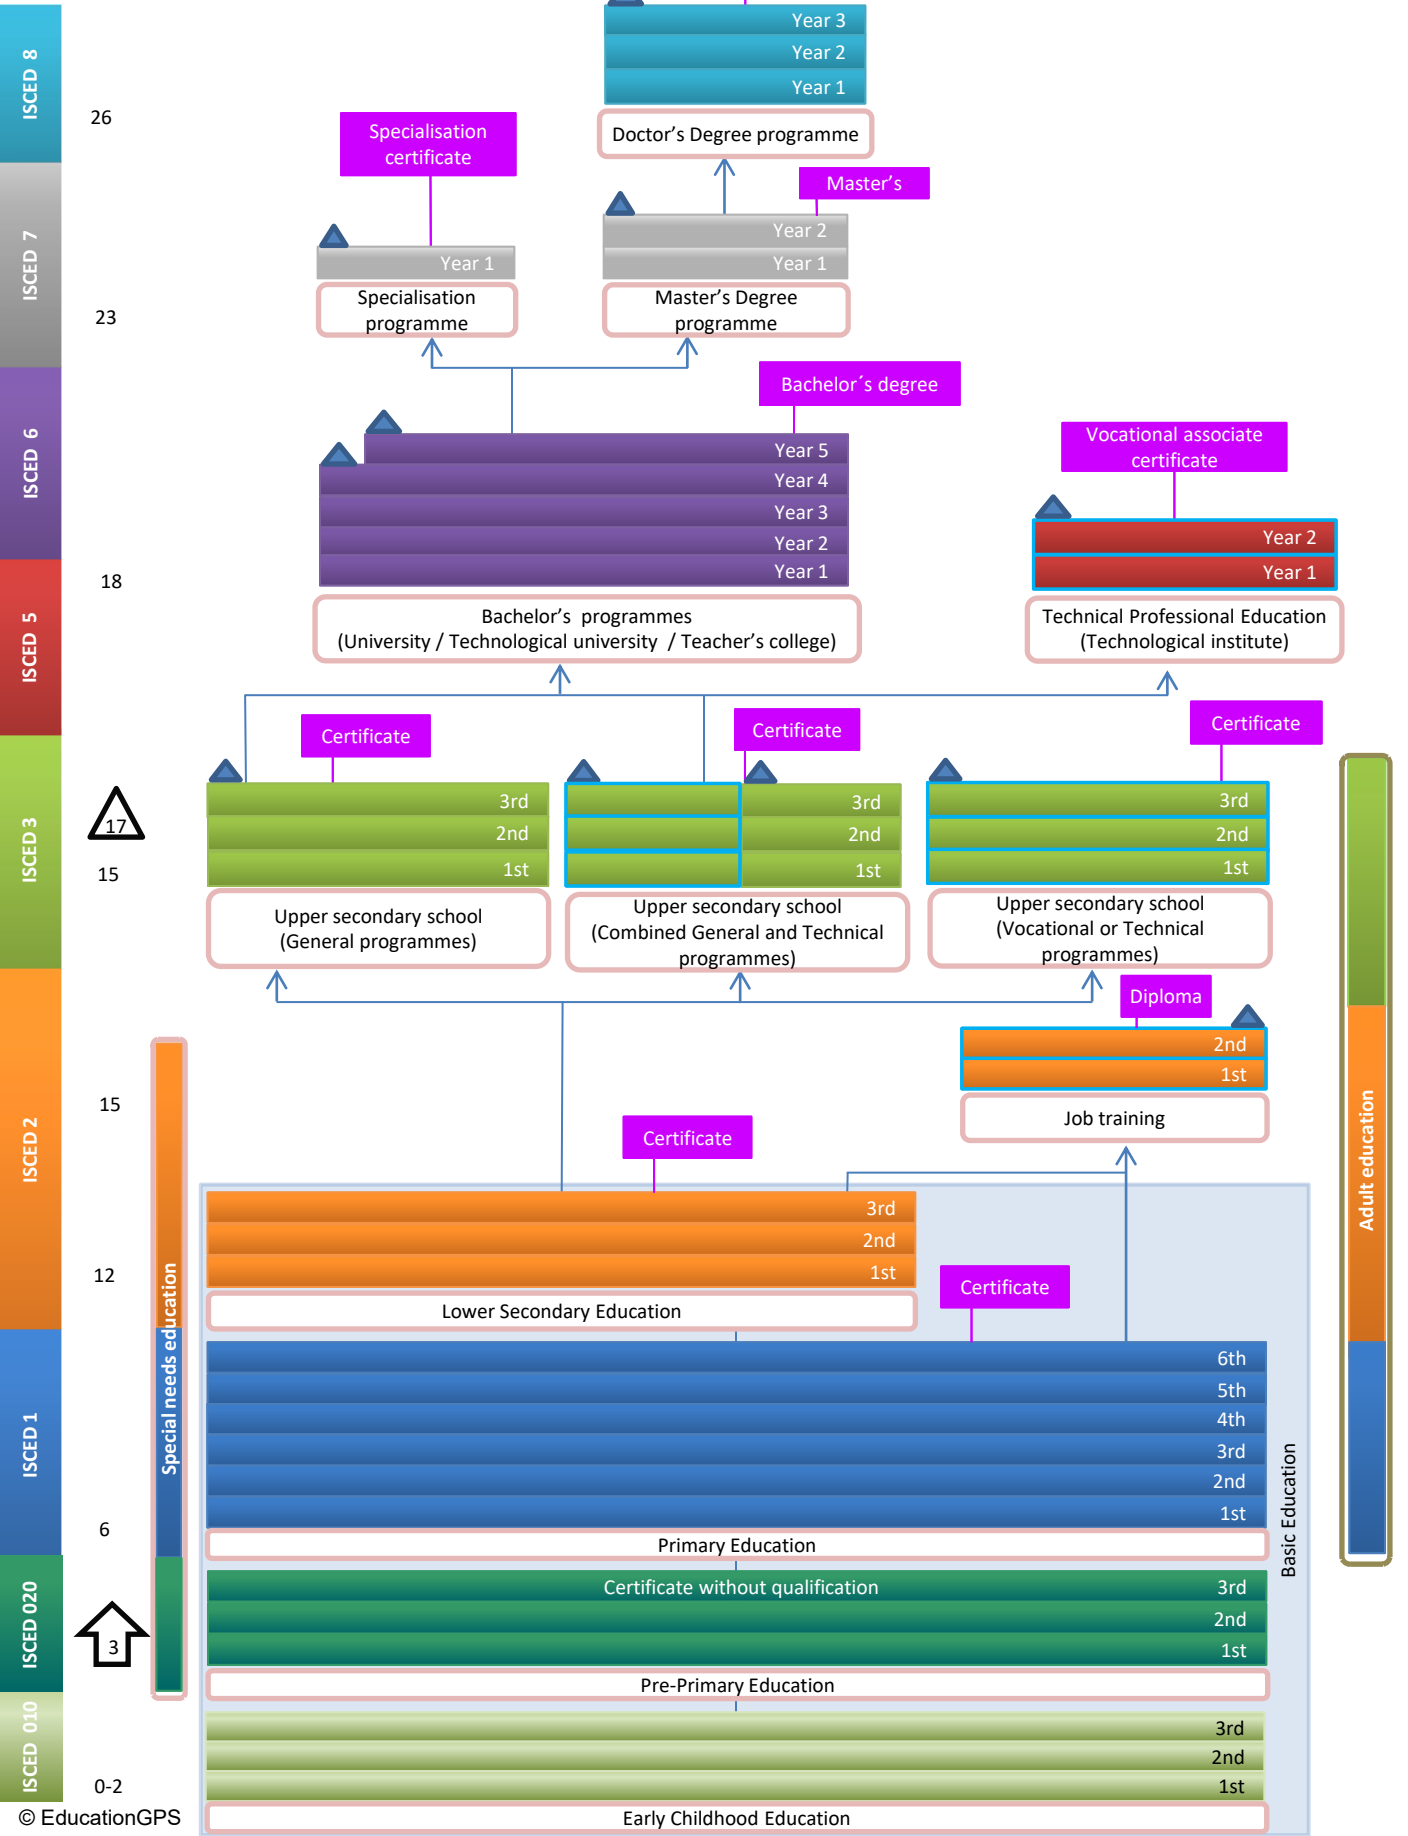 Year 3
Year 2
Year 1
ISCED 8
26
Doctor's Degree programme
Specialisation
certificate
Master's
Year 2
Year 1
Year 1
ISCED 7
Specialisation
programme
Master's Degree
programme
23
Bachelor´s degree
Vocational associate
certificate
Year 5
Year 4
Year 3
Year 2
Year 1
ISCED 6
Year 2
Year 1
18
Bachelor's programmes
(University / Technological university / Teacher's college)
Technical Professional Education
(Technological institute)
ISCED 5
Certificate
Certificate
Certificate
3rd
2nd
1st
3rd
2nd
1st
3rd
2nd
1st
17
ISCED 3
15
Upper secondary school
(General programmes)
Upper secondary school
(Combined General and Technical
programmes)
Upper secondary school
(Vocational or Technical
programmes)
Diploma
2nd
1st
Job training
15
ISCED 2
Adult education
Certificate
3rd
2nd
1st
12
Lower Secondary Education
Certificate
Special needs education
6th
5th
4th
3rd
2nd
1st
ISCED 1
6
Primary Education
Basic Education
Certificate without qualification
3rd
2nd
1st
ISCED 020
3
Pre-Primary Education
3rd
2nd
1st
ISCED 010
0-2
© EducationGPS
Early Childhood Education